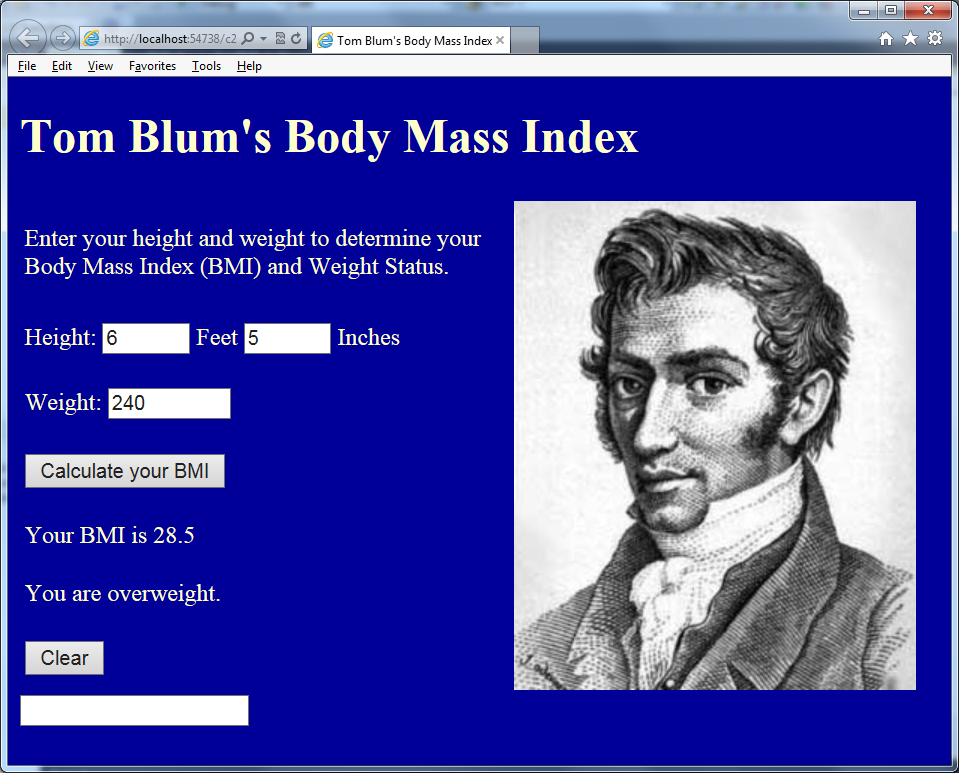 http://localhost:54738/c2
Tom Blum's Body Mass Index
File Edit View Favorites Tools Help
Tom Blum's Body Mass Index
Enter your height and weight to determine your
Body Mass Index (BMI) and Weight Status.
Height: 6 Feet 5 Inches
Weight: 240
Calculate your BMI
Your BMI is 28.5
You are overweight.
Clear